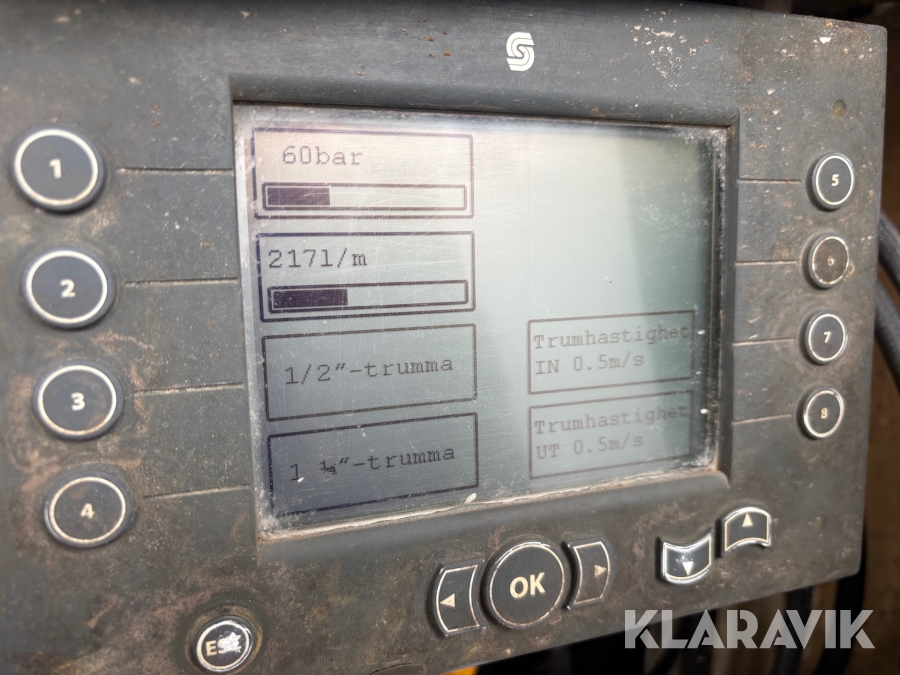 1
2
3
4
60bar
217l/m
1/2"-trumma
1 ¼"-trumma
Trumhastighet
IN 0.5m/s
Trumhastighet
UT 0.5m/s
5
6
7
8
OK
ESC
KLARAVIK